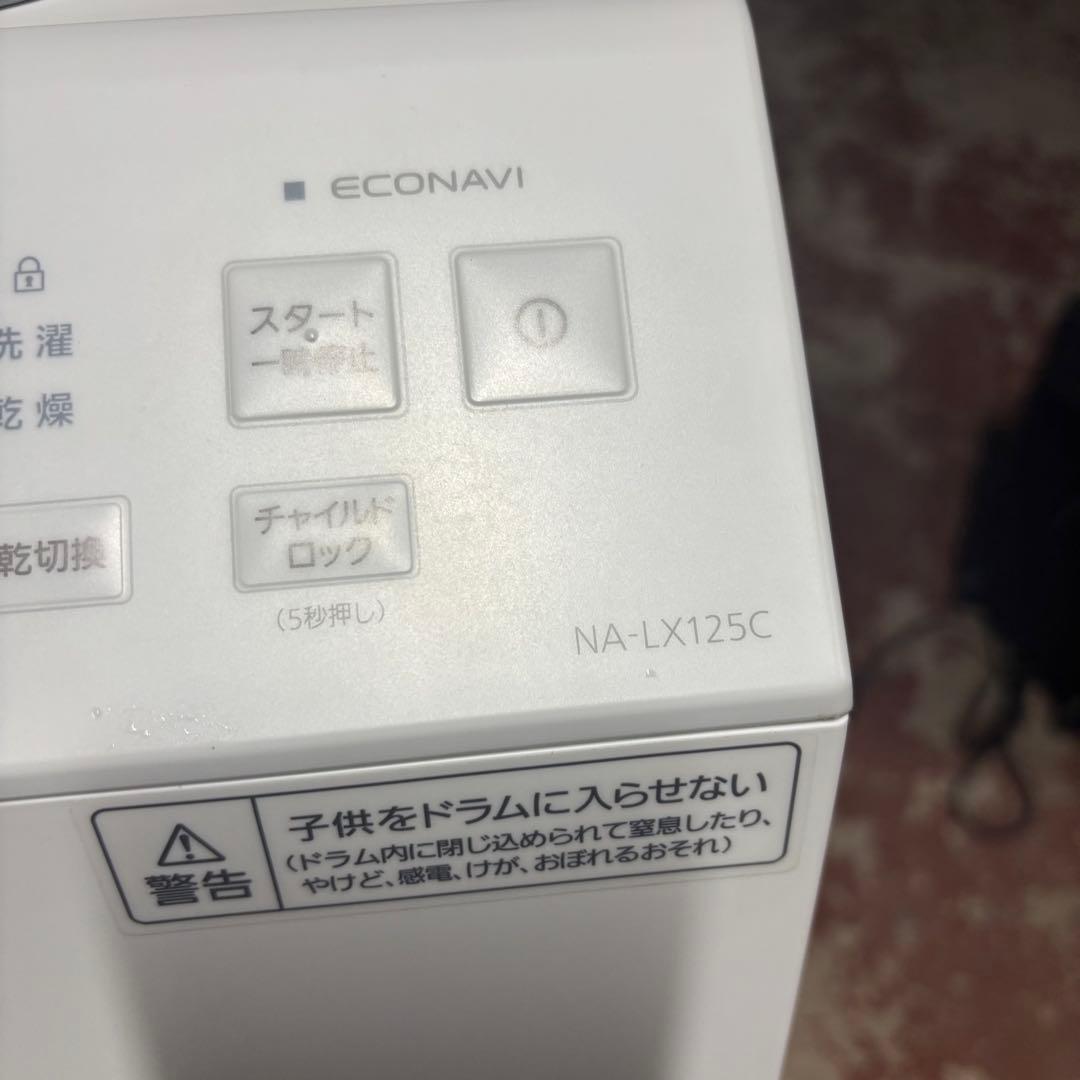 ECONAVI
スタート
一時停止
洗濯
乾燥
乾切換
チャイルド
ロック
(5秒押し)
NA-LX125C
警告
子供をドラムに入らせない
(ドラム内に閉じ込められて窒息したり、
やけど、感電、けが、おぼれるおそれ)